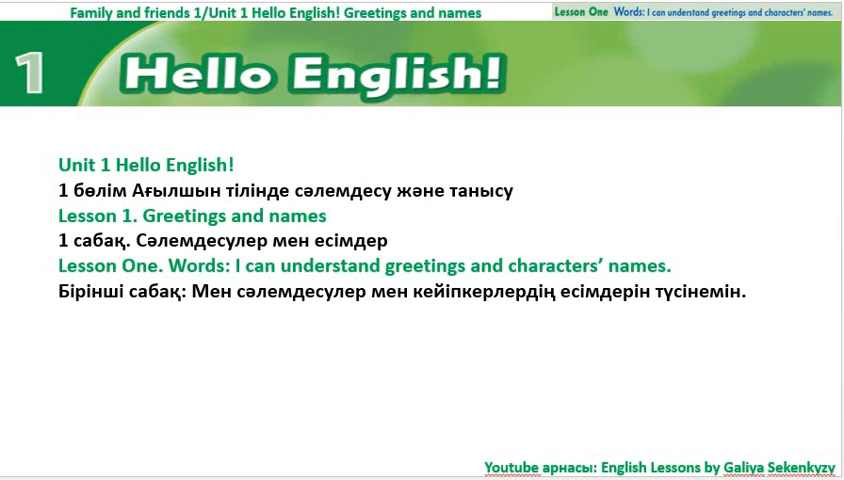 Family and friends 1/Unit 1 Hello English! Greetings and names
Lesson One Words: I can understand greetings and characters' names.
1 Hello English!
Unit 1 Hello English!
1 бөлім Ағылшын тілінде сәлемдесу және танысу
Lesson 1. Greetings and names
1 сабақ. Сәлемдесулер мен есімдер
Lesson One. Words: I can understand greetings and characters’ names.
Бірінші сабақ: Мен сәлемдесулер мен кейіпкерлердің есімдерін түсінемін.
Youtube арнасы: English Lessons by Galiya Sekenkyzy